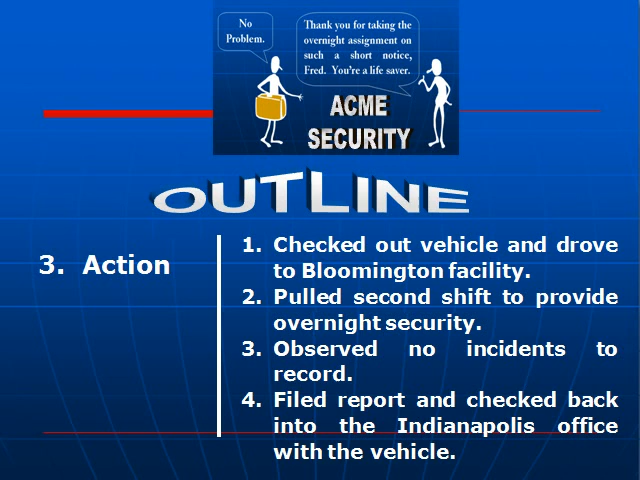 No
Problem.
Thank you for taking the
overnight assignment on
such a short notice,
Fred. You're a life saver.
ACME
SECURITY
OUTLINE
3. Action
1. Checked out vehicle and drove
to Bloomington facility.
2. Pulled second shift to provide
overnight security.
3. Observed no incidents to
record.
4. Filed report and checked back
into the Indianapolis office
with the vehicle.